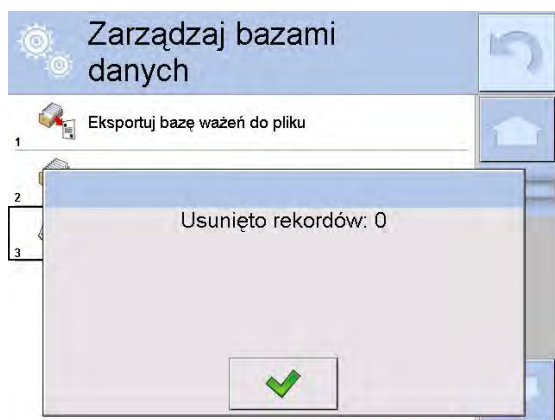 Zarządzaj bazami
danych
Eksportuj bazę ważeń do pliku
1
2
Usunięto rekordów: 0
3